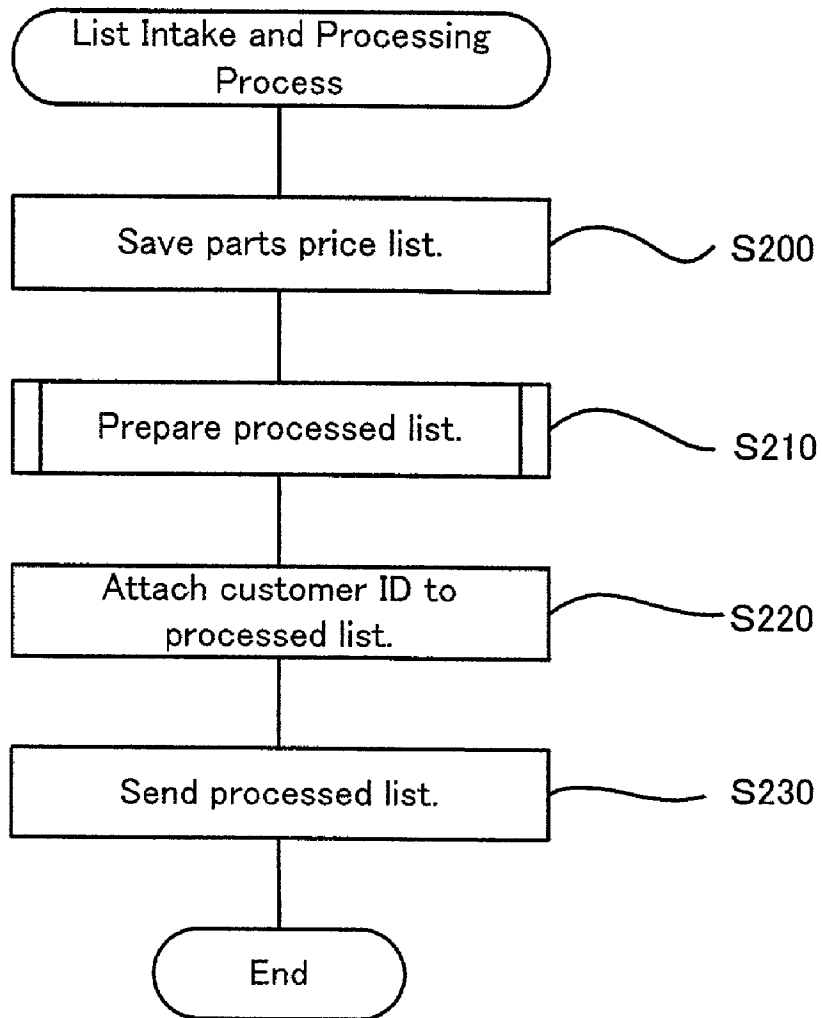 List Intake and Processing
Process
Save parts price list.
S200
Prepare processed list.
S210
Attach customer ID to
processed list.
S220
Send processed list.
S230
End